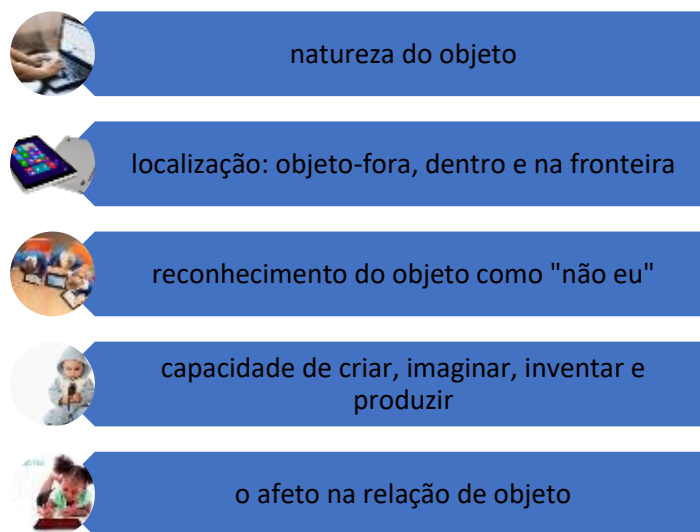 natureza do objeto
localização: objeto-fora, dentro e na fronteira
reconhecimento do objeto como "não eu"
capacidade de criar, imaginar, inventar e
produzir
o afeto na relação de objeto